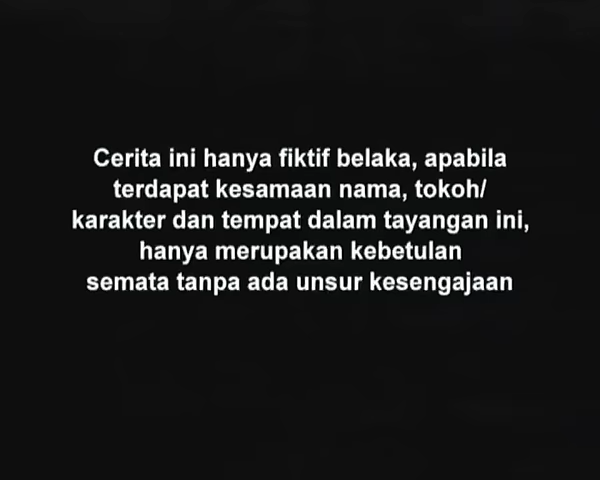 Cerita ini hanya fiktif belaka, apabila
terdapat kesamaan nama, tokoh/
karakter dan tempat dalam tayangan ini,
hanya merupakan kebetulan
semata tanpa ada unsur kesengajaan